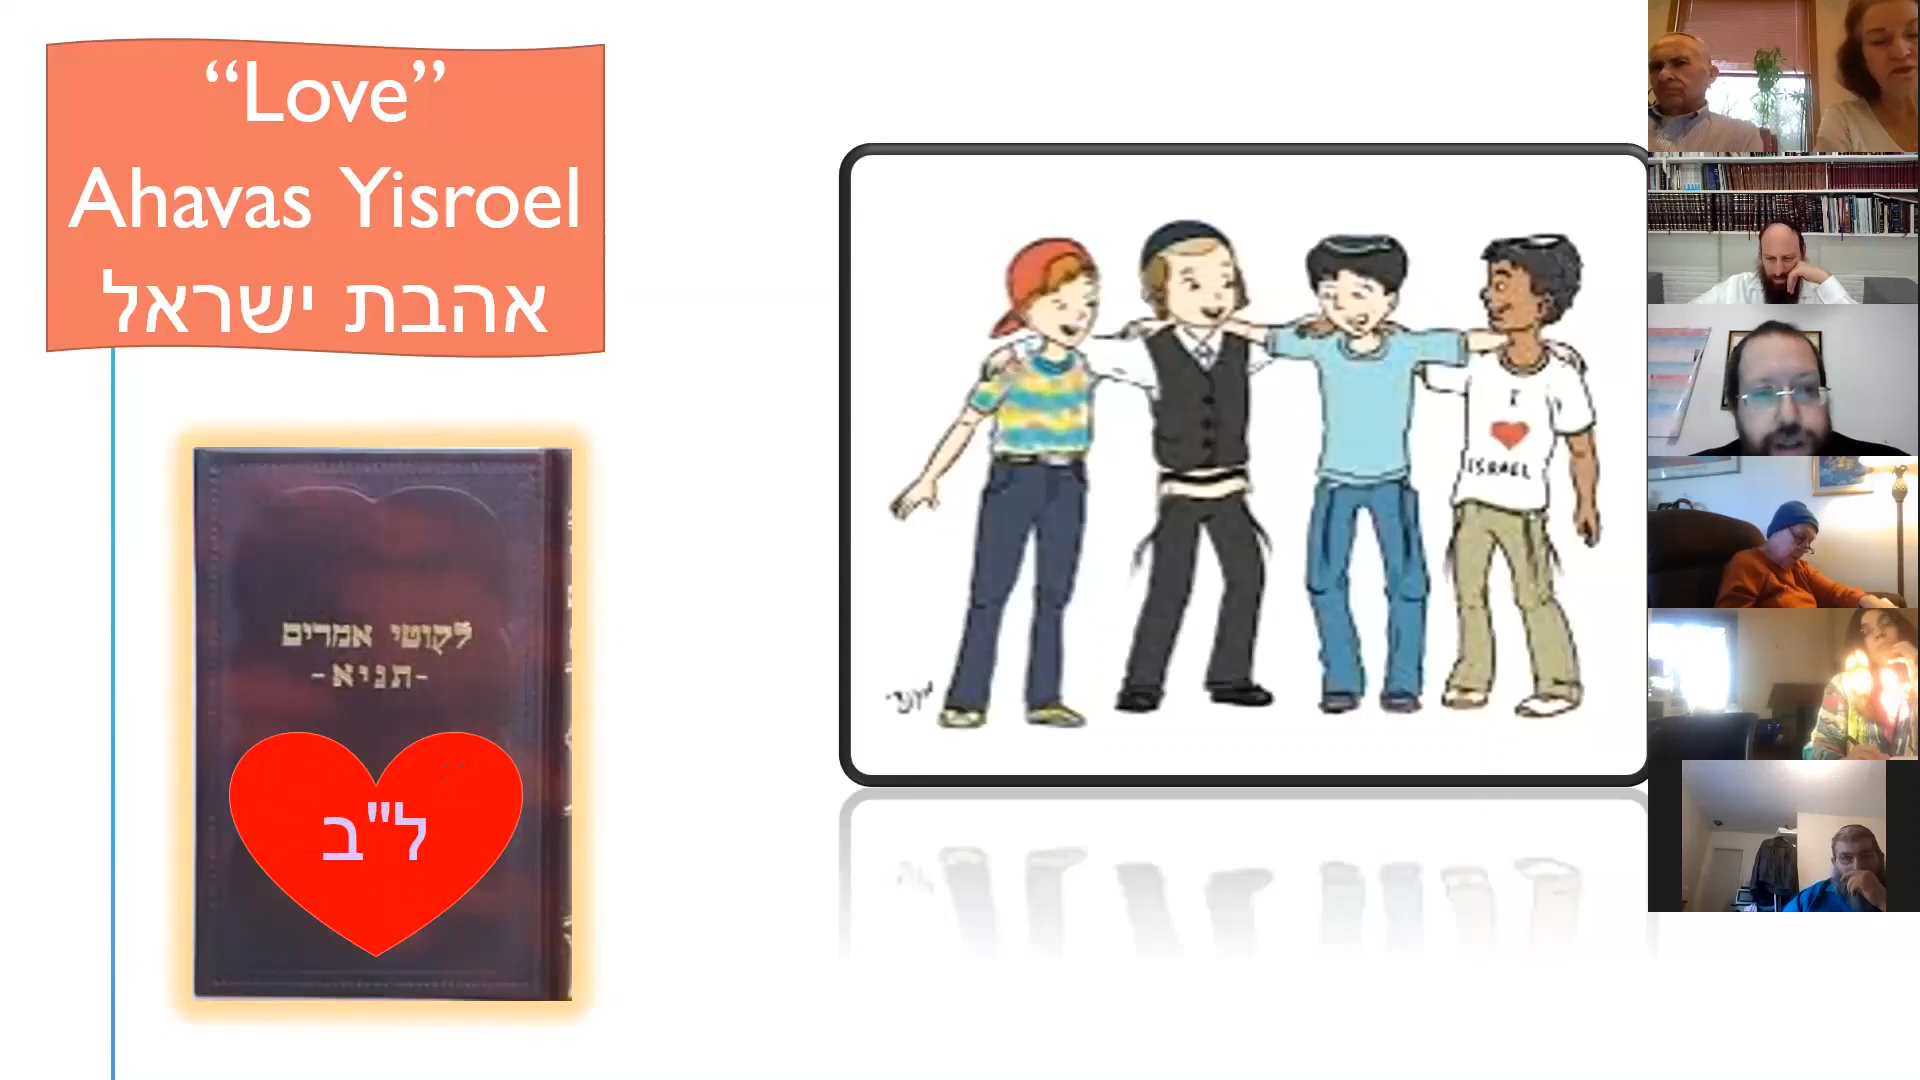 “Love”
Ahavas Yisroel
אהבת ישראל
לקוטי אמרים
-תניא-
ל"ב
I
ISRAEL